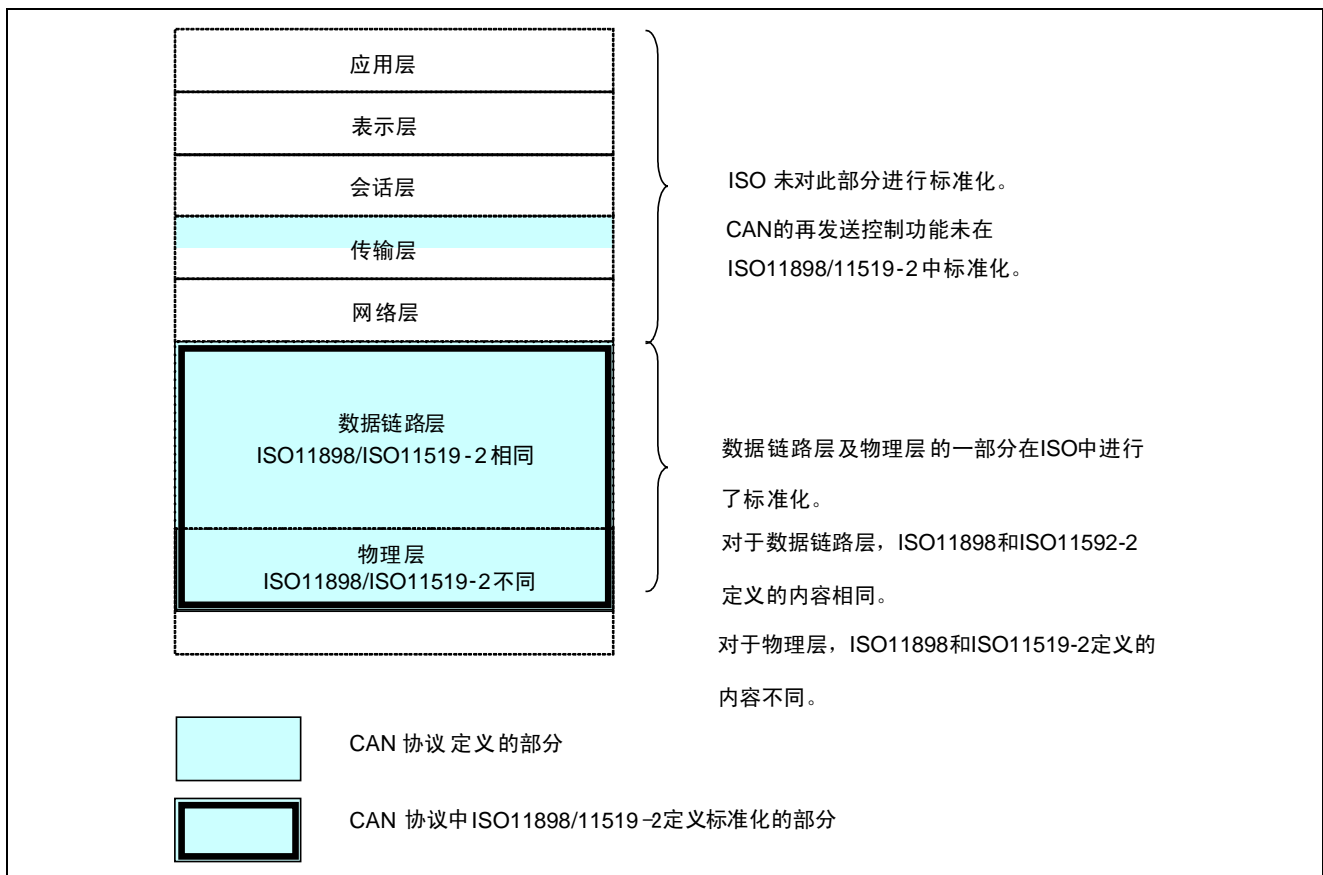 应用层
表示层
会话层
传输层
网络层
数据链路层
ISO11898/ISO11519-2相同
物理层
ISO11898/ISO11519-2不同
ISO 未对此部分进行标准化。
CAN的再发送控制功能未在
ISO11898/11519-2中标准化。
数据链路层及物理层的一部分在ISO中进行
了标准化。
对于数据链路层，ISO11898和ISO11592-2
定义的内容相同。
对于物理层，ISO11898和ISO11519-2定义的
内容不同。
CAN 协议定义的部分
CAN 协议中ISO11898/11519-2定义标准化的部分